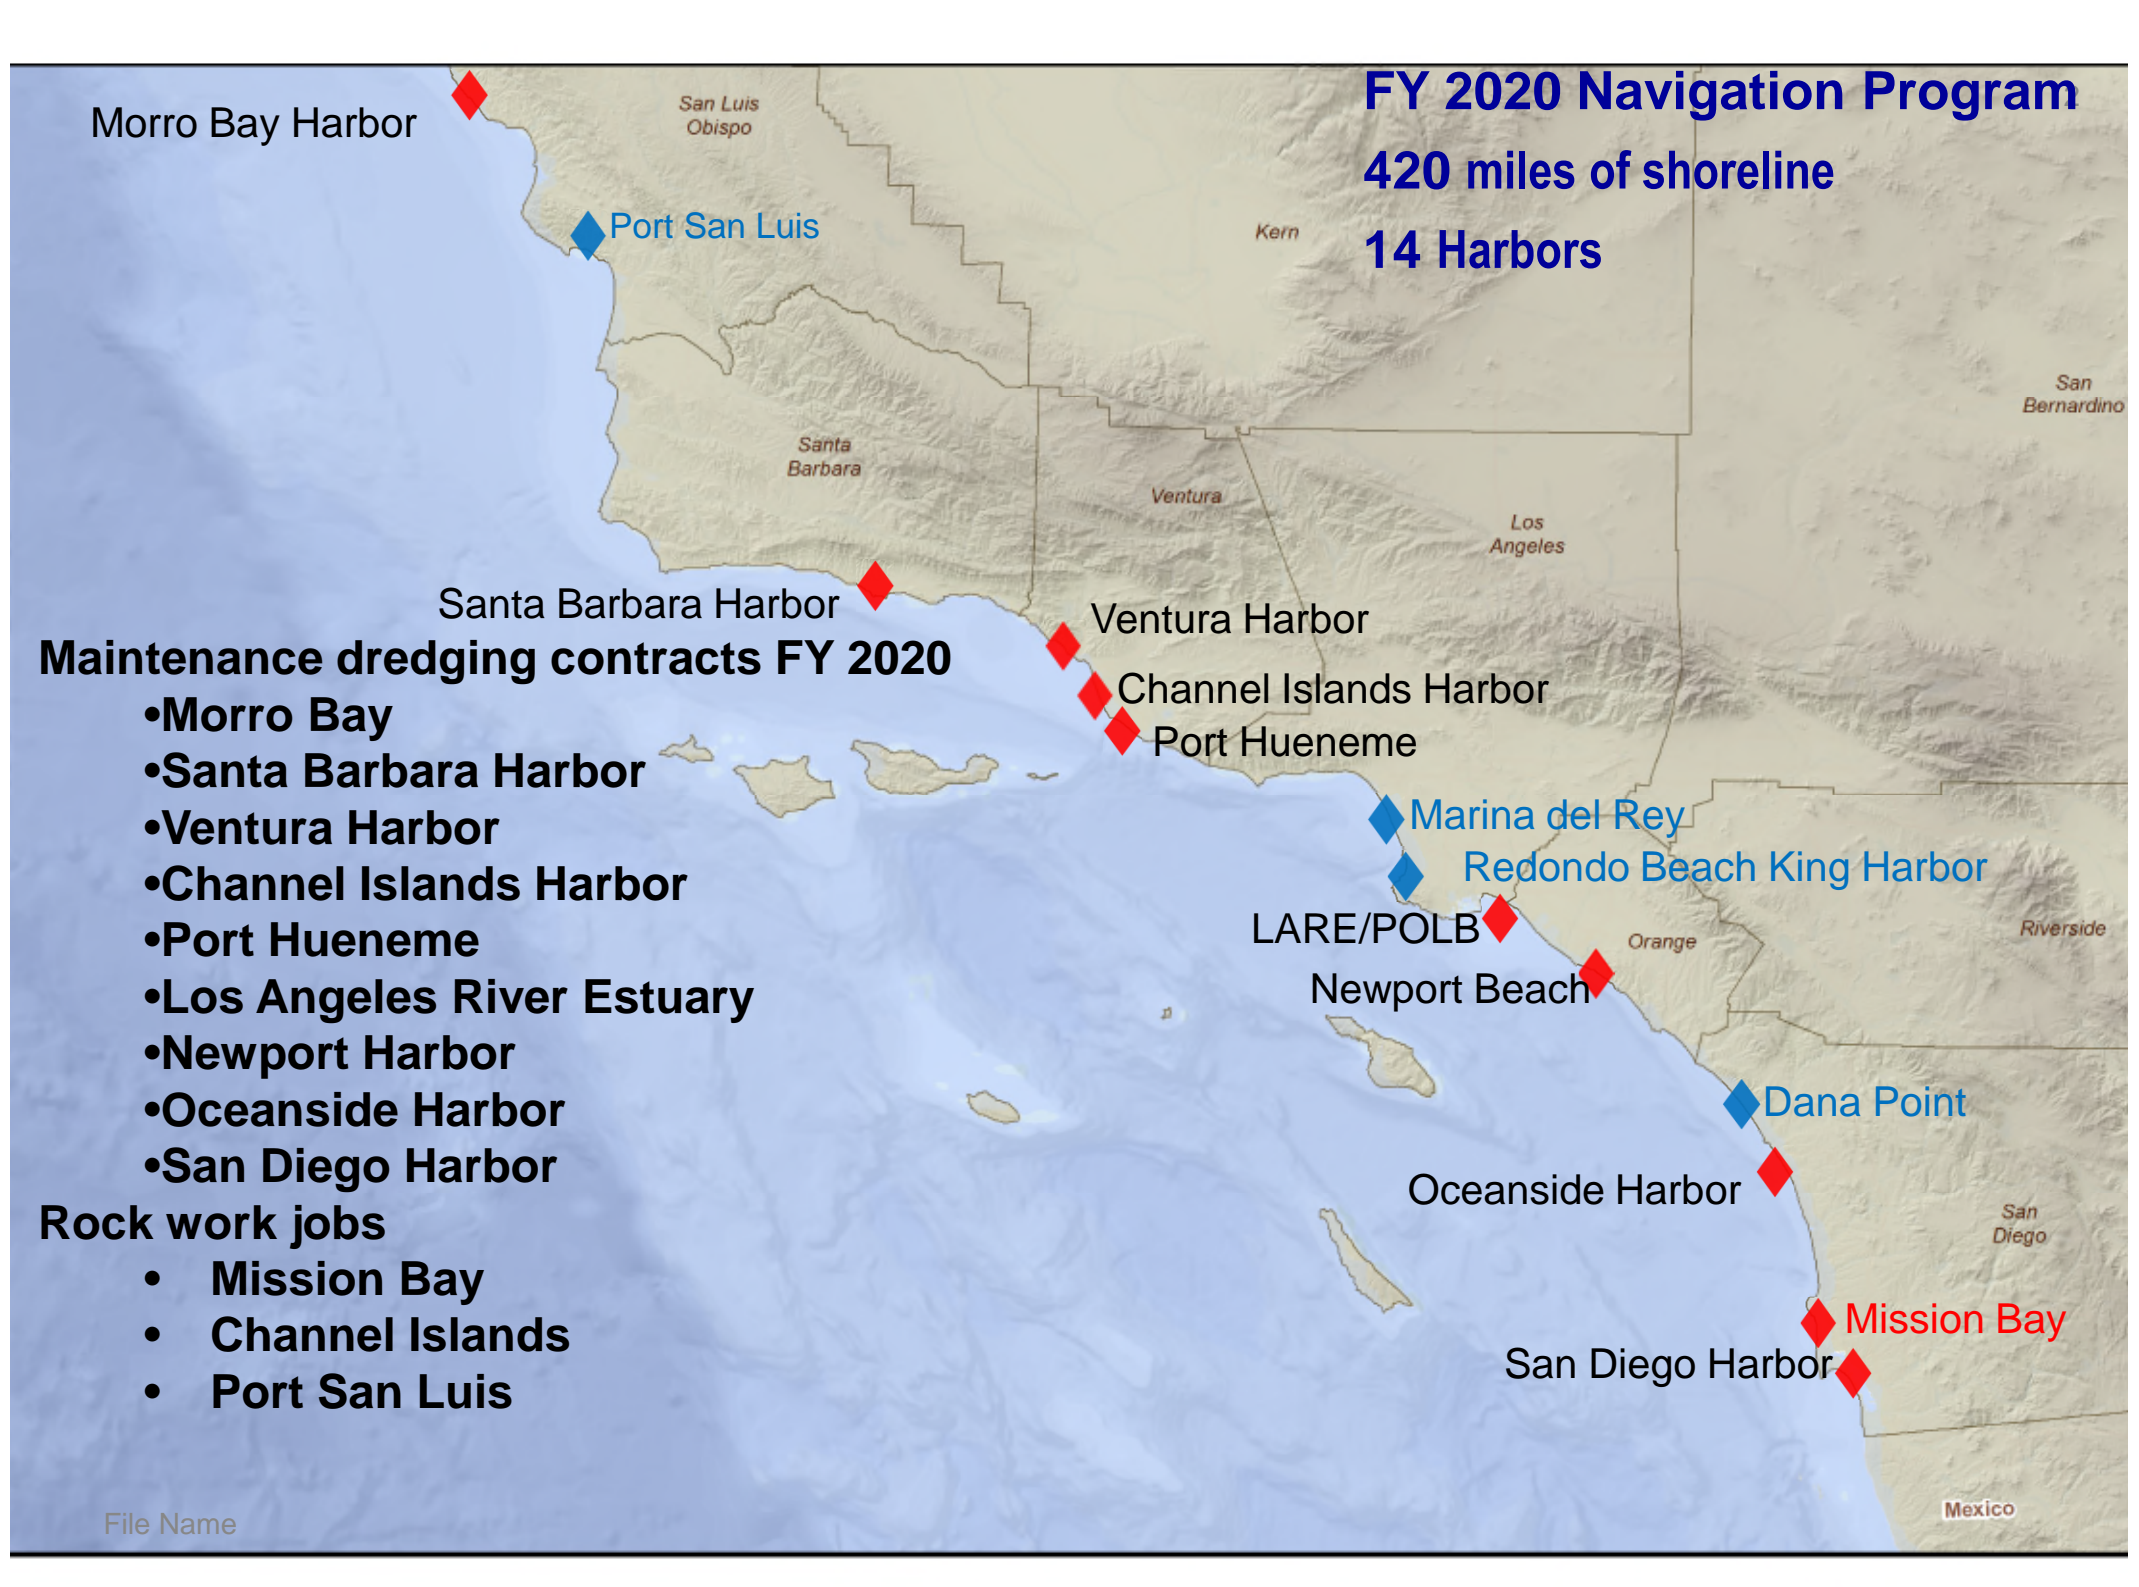 FY 2020 Navigation Program
2
420 miles of shoreline
14 Harbors
Morro Bay Harbor
San Luis
Obispo
Port San Luis
Kern
San
Bernardino
Santa
Barbara
Ventura
Los
Angeles
Santa Barbara Harbor
Ventura Harbor
Channel Islands Harbor
Port Hueneme
Marina del Rey
Redondo Beach King Harbor
LARE/POLB
Orange
Riverside
Newport Beach
Dana Point
Oceanside Harbor
San
Diego
Mission Bay
San Diego Harbor
Mexico
Maintenance dredging contracts FY 2020
•Morro Bay
•Santa Barbara Harbor
•Ventura Harbor
•Channel Islands Harbor
•Port Hueneme
•Los Angeles River Estuary
•Newport Harbor
•Oceanside Harbor
•San Diego Harbor
Rock work jobs
• Mission Bay
• Channel Islands
• Port San Luis
File Name